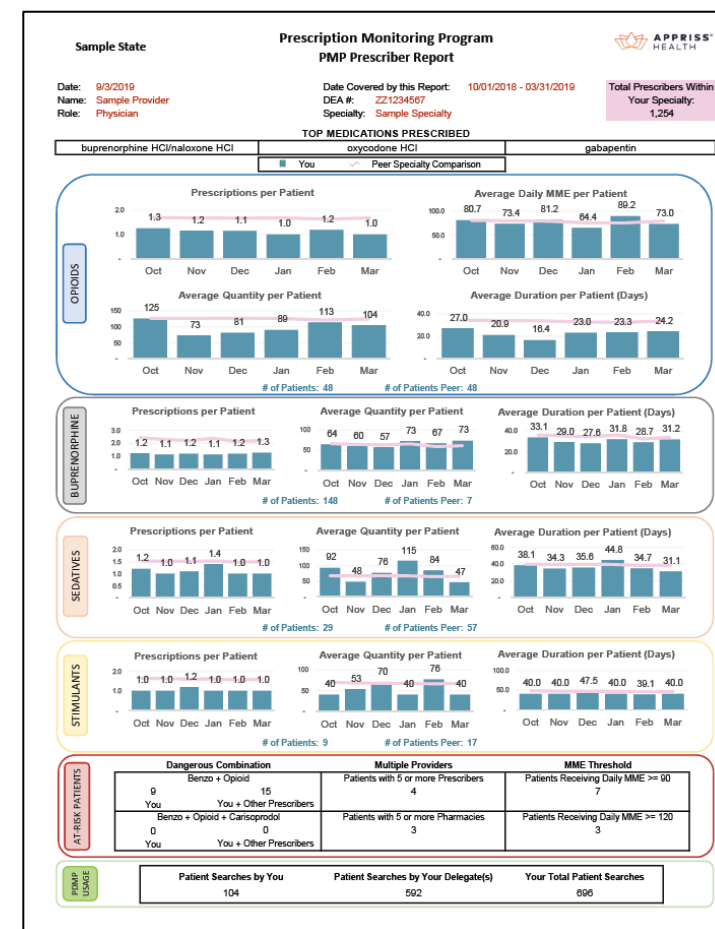 Sample State
Prescription Monitoring Program
PMP Prescriber Report
APPRISS
HEALTH
Date: 9/3/2019
Name: Sample Provider
Role: Physician
Date Covered by this Report: 10/01/2018 - 03/31/2019
DEA #: ZZ1234567
Specialty: Sample Specialty
Total Prescribers Within
Your Specialty:
1,254
TOP MEDICATIONS PRESCRIBED
buprenorphine HCl/naloxone HCl oxycodone HCl gabapentin
You Peer Specialty Comparison
OPIOIDS
Prescriptions per Patient
2.0
1.0
-
1.3 1.2 1.1 1.0 1.2 1.0
Oct Nov Dec Jan Feb Mar
Average Daily MME per Patient
100.0
50.0
-
80.7 73.4 81.2 64.4 89.2 73.0
Oct Nov Dec Jan Feb Mar
Average Quantity per Patient
150
100
50
-
125 73 81 89 113 104
Oct Nov Dec Jan Feb Mar
Average Duration per Patient (Days)
40.0
20.0
-
27.0 20.9 16.4 23.0 23.3 24.2
Oct Nov Dec Jan Feb Mar
# of Patients: 48 # of Patients Peer: 48
BUPRENORPHINE
Prescriptions per Patient
3.0
2.0
1.0
-
1.2 1.1 1.2 1.1 1.2 1.3
Oct Nov Dec Jan Feb Mar
Average Quantity per Patient
100
50
-
64 60 57 73 67 73
Oct Nov Dec Jan Feb Mar
Average Duration per Patient (Days)
40.0
20.0
-
33.1 29.0 27.6 31.8 28.7 31.2
Oct Nov Dec Jan Feb Mar
# of Patients: 148 # of Patients Peer: 7
SEDATIVES
Prescriptions per Patient
2.0
1.5
1.0
0.5
-
1.2 1.0 1.1 1.4 1.0 1.0
Oct Nov Dec Jan Feb Mar
Average Quantity per Patient
150
100
50
-
92 48 76 115 84 47
Oct Nov Dec Jan Feb Mar
Average Duration per Patient (Days)
60.0
40.0
20.0
-
38.1 34.3 35.6 44.8 34.7 31.1
Oct Nov Dec Jan Feb Mar
# of Patients: 29 # of Patients Peer: 57
STIMULANTS
Prescriptions per Patient
2.0
1.0
-
1.0 1.0 1.2 1.0 1.0 1.0
Oct Nov Dec Jan Feb Mar
Average Quantity per Patient
100
50
-
40 53 70 40 76 40
Oct Nov Dec Jan Feb Mar
Average Duration per Patient (Days)
100.0
50.0
-
40.0 40.0 47.5 40.0 39.1 40.0
Oct Nov Dec Jan Feb Mar
# of Patients: 9 # of Patients Peer: 17
AT-RISK PATIENTS
Dangerous Combination Multiple Providers MME Threshold
Benzo + Opioid Patients with 5 or more Prescribers Patients Receiving Daily MME >= 90
9 15 4 7
You You + Other Prescribers
Benzo + Opioid + Carisoprodol Patients with 5 or more Pharmacies Patients Receiving Daily MME >= 120
0 0 3 3
You You + Other Prescribers
PDMP
USAGE
Patient Searches by You Patient Searches by Your Delegate(s) Your Total Patient Searches
104 592 696